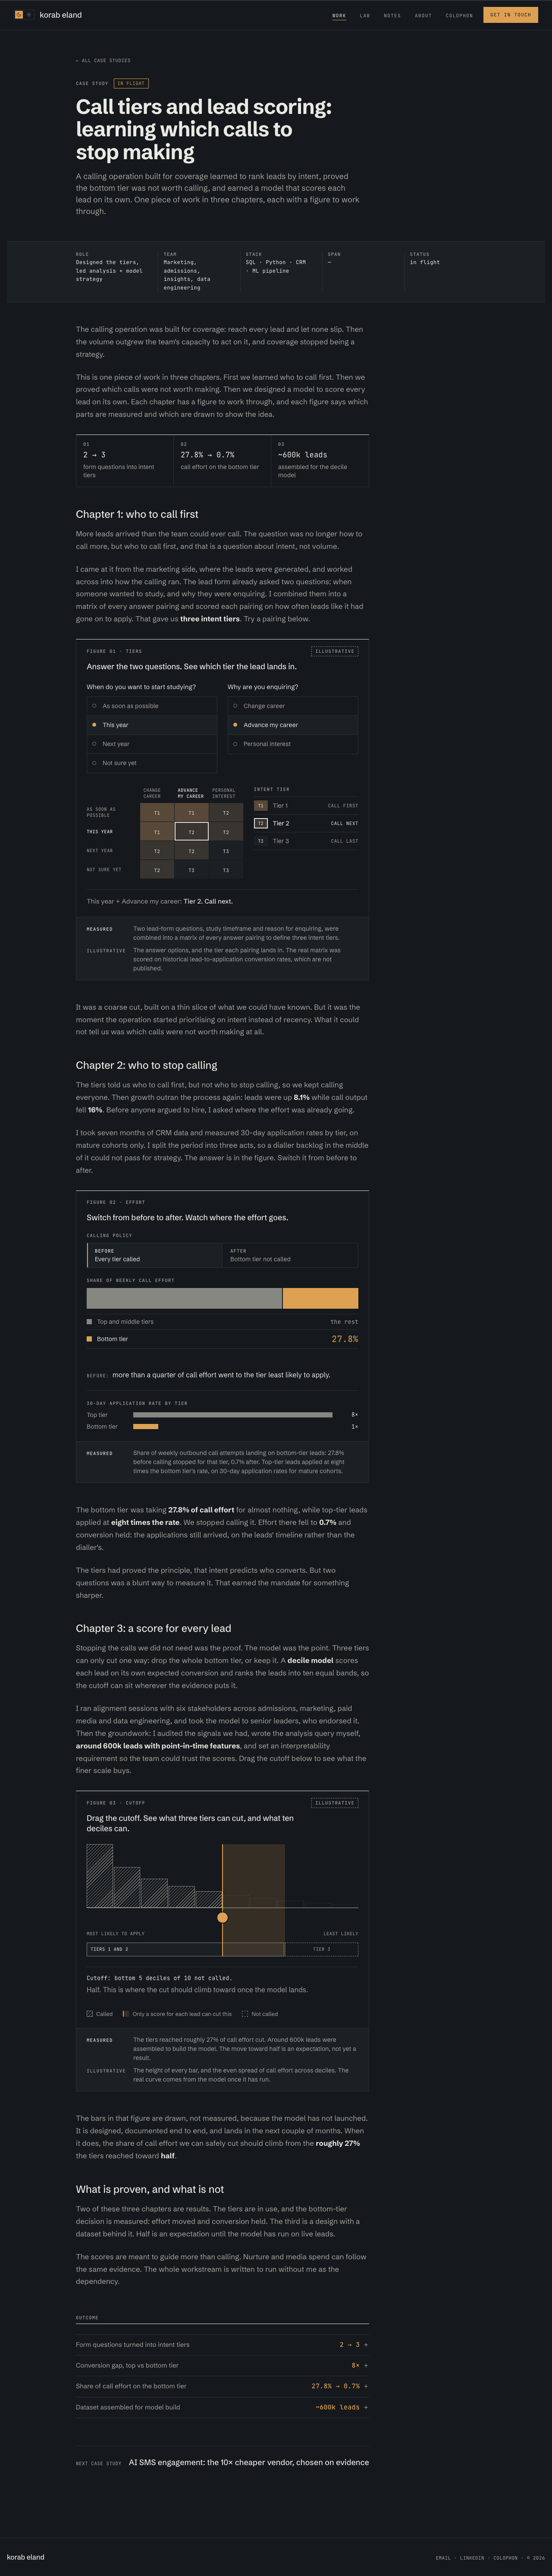 korab eland
WORK LAB NOTES ABOUT COLOPHON GET IN TOUCH
← ALL CASE STUDIES
CASE STUDY IN FLIGHT
Call tiers and lead scoring:
learning which calls to
stop making
A calling operation built for coverage learned to rank leads by intent, proved
the bottom tier was not worth calling, and earned a model that scores each
lead on its own. One piece of work in three chapters, each with a figure to work
through.
ROLE TEAM STACK SPAN STATUS
Designed the tiers, Marketing, SQL · Python · CRM — in flight
led analysis + model admissions, · ML pipeline
strategy insights, data
engineering
The calling operation was built for coverage: reach every lead and let none slip. Then
the volume outgrew the team's capacity to act on it, and coverage stopped being a
strategy.
This is one piece of work in three chapters. First we learned who to call first. Then we
proved which calls were not worth making. Then we designed a model to score every
lead on its own. Each chapter has a figure to work through, and each figure says which
parts are measured and which are drawn to show the idea.
01 02 03
2 → 3 27.8% → 0.7% ~600k leads
form questions into intent call effort on the bottom tier assembled for the decile
tiers model
Chapter 1: who to call first
More leads arrived than the team could ever call. The question was no longer how to
call more, but who to call first, and that is a question about intent, not volume.
I came at it from the marketing side, where the leads were generated, and worked
across into how the calling ran. The lead form already asked two questions: when
someone wanted to study, and why they were enquiring. I combined them into a
matrix of every answer pairing and scored each pairing on how often leads like it had
gone on to apply. That gave us three intent tiers. Try a pairing below.
FIGURE 01 · TIERS ILLUSTRATIVE
Answer the two questions. See which tier the lead lands in.
When do you want to start studying? Why are you enquiring?
As soon as possible Change career
This year Advance my career
Next year Personal interest
Not sure yet
CHANGE ADVANCE PERSONAL INTENT TIER
CAREER MY CAREER INTEREST
AS SOON AS POSSIBLE T1 T1 T2 T1 Tier 1 CALL FIRST
THIS YEAR T1 T2 T2 T2 Tier 2 CALL NEXT
NEXT YEAR T2 T2 T3 T3 Tier 3 CALL LAST
NOT SURE YET T2 T3 T3
This year + Advance my career: Tier 2. Call next.
MEASURED Two lead-form questions, study timeframe and reason for enquiring, were
combined into a matrix of every answer pairing to define three intent tiers.
ILLUSTRATIVE The answer options, and the tier each pairing lands in. The real matrix was
scored on historical lead-to-application conversion rates, which are not
published.
It was a coarse cut, built on a thin slice of what we could have known. But it was the
moment the operation started prioritising on intent instead of recency. What it could
not tell us was which calls were not worth making at all.
Chapter 2: who to stop calling
The tiers told us who to call first, but not who to stop calling, so we kept calling
everyone. Then growth outran the process again: leads were up 8.1% while call output
fell 16%. Before anyone argued to hire, I asked where the effort was already going.
I took seven months of CRM data and measured 30-day application rates by tier, on
mature cohorts only. I split the period into three acts, so a dialler backlog in the middle
of it could not pass for strategy. The answer is in the figure. Switch it from before to
after.
FIGURE 02 · EFFORT
Switch from before to after. Watch where the effort goes.
CALLING POLICY
BEFORE AFTER
Every tier called Bottom tier not called
SHARE OF WEEKLY CALL EFFORT
Top and middle tiers the rest
Bottom tier 27.8%
BEFORE: more than a quarter of call effort went to the tier least likely to apply.
30-DAY APPLICATION RATE BY TIER
Top tier 8×
Bottom tier 1×
MEASURED Share of weekly outbound call attempts landing on bottom-tier leads: 27.8%
before calling stopped for that tier, 0.7% after. Top-tier leads applied at eight
times the bottom tier's rate, on 30-day application rates for mature cohorts.
The bottom tier was taking 27.8% of call effort for almost nothing, while top-tier leads
applied at eight times the rate. We stopped calling it. Effort there fell to 0.7% and
conversion held: the applications still arrived, on the leads' timeline rather than the
dialler's.
The tiers had proved the principle, that intent predicts who converts. But two
questions was a blunt way to measure it. That earned the mandate for something
sharper.
Chapter 3: a score for every lead
Stopping the calls we did not need was the proof. The model was the point. Three tiers
can only cut one way: drop the whole bottom tier, or keep it. A decile model scores
each lead on its own expected conversion and ranks the leads into ten equal bands, so
the cutoff can sit wherever the evidence puts it.
I ran alignment sessions with six stakeholders across admissions, marketing, paid
media and data engineering, and took the model to senior leaders, who endorsed it.
Then the groundwork: I audited the signals we had, wrote the analysis query myself,
around 600k leads with point-in-time features, and set an interpretability
requirement so the team could trust the scores. Drag the cutoff below to see what the
finer scale buys.
FIGURE 03 · CUTOFF ILLUSTRATIVE
Drag the cutoff. See what three tiers can cut, and what ten
deciles can.
MOST LIKELY TO APPLY LEAST LIKELY
TIERS 1 AND 2 TIER 3
Cutoff: bottom 5 deciles of 10 not called.
Half. This is where the cut should climb toward once the model lands.
Called Only a score for each lead can cut this Not called
MEASURED The tiers reached roughly 27% of call effort cut. Around 600k leads were
assembled to build the model. The move toward half is an expectation, not yet a
result.
ILLUSTRATIVE The height of every bar, and the even spread of call effort across deciles. The
real curve comes from the model once it has run.
The bars in that figure are drawn, not measured, because the model has not launched.
It is designed, documented end to end, and lands in the next couple of months. When
it does, the share of call effort we can safely cut should climb from the roughly 27%
the tiers reached toward half.
What is proven, and what is not
Two of these three chapters are results. The tiers are in use, and the bottom-tier
decision is measured: effort moved and conversion held. The third is a design with a
dataset behind it. Half is an expectation until the model has run on live leads.
The scores are meant to guide more than calling. Nurture and media spend can follow
the same evidence. The whole workstream is written to run without me as the
dependency.
OUTCOME
Form questions turned into intent tiers 2 → 3 +
Conversion gap, top vs bottom tier 8× +
Share of call effort on the bottom tier 27.8% → 0.7% +
Dataset assembled for model build ~600k leads +
NEXT CASE STUDY AI SMS engagement: the 10× cheaper vendor, chosen on evidence
korab eland EMAIL · LINKEDIN · COLOPHON · © 2026